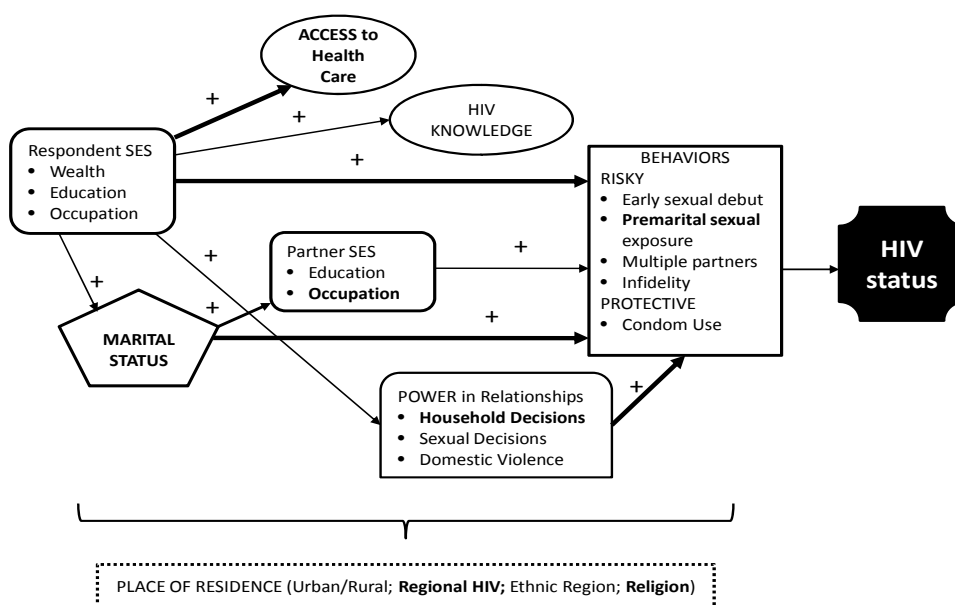 ACCESS to
Health
Care
+
+
HIV
KNOWLEDGE
Respondent SES
• Wealth
• Education
• Occupation
+
BEHAVIORS
RISKY
• Early sexual debut
• Premarital sexual
exposure
• Multiple partners
• Infidelity
PROTECTIVE
• Condom Use
HIV
status
+
+
Partner SES
• Education
• Occupation
+
+
+
MARITAL
STATUS
POWER in Relationships
• Household Decisions
• Sexual Decisions
• Domestic Violence
+
PLACE OF RESIDENCE (Urban/Rural; Regional HIV; Ethnic Region; Religion)